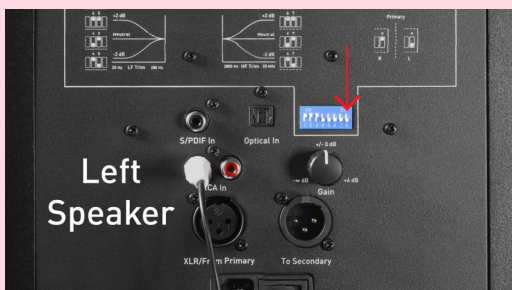 +2 dB
Neutral
-2 dB
20 Hz LF Trim 200 Hz
+2 dB
Neutral
-2 dB
2000 Hz HF Trim 20 kHz
Primary
R L
S/PDIF In
Optical In
+/- 0 dB
-∞ dB
+6 dB
Gain
RCA In
Left
Speaker
XLR/From Primary
To Secondary